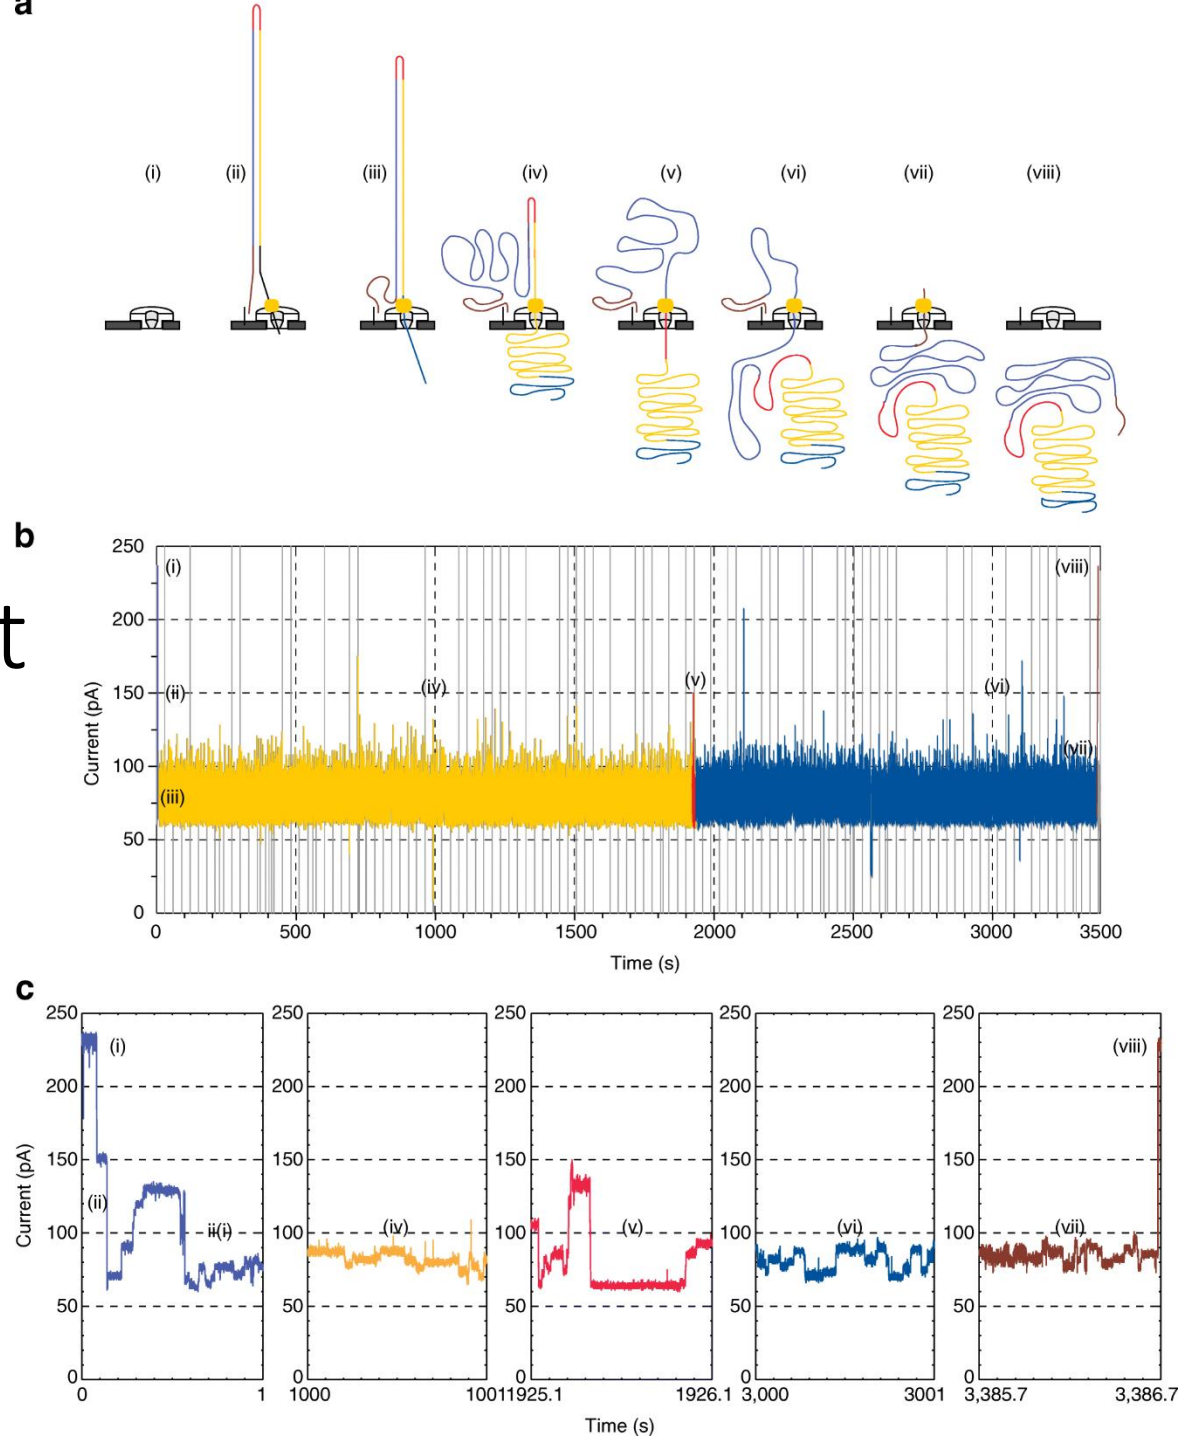 a
(i) (ii) (iii) (iv) (v) (vi) (vii) (viii)
b
250
(i) (viii)
t
200
(ii) 150 (iv) (v) (vi)
(vii)
100
(iii)
50
0
Current (pA)
0 500 1000 1500 2000 2500 3000 3500
Time (s)
c
250 250 250 250 250
(i) (viii)
200 200 200 200 200
150 150 150 150 150
(ii) ii(i) (iv) (v) (vi) (vii)
100 100 100 100 100
50 50 50 50 50
0 0 0 0 0
Current (pA)
0 1 1000 1001 1925.1 1926.1 3,000 3001 3,385.7 3,386.7
Time (s)